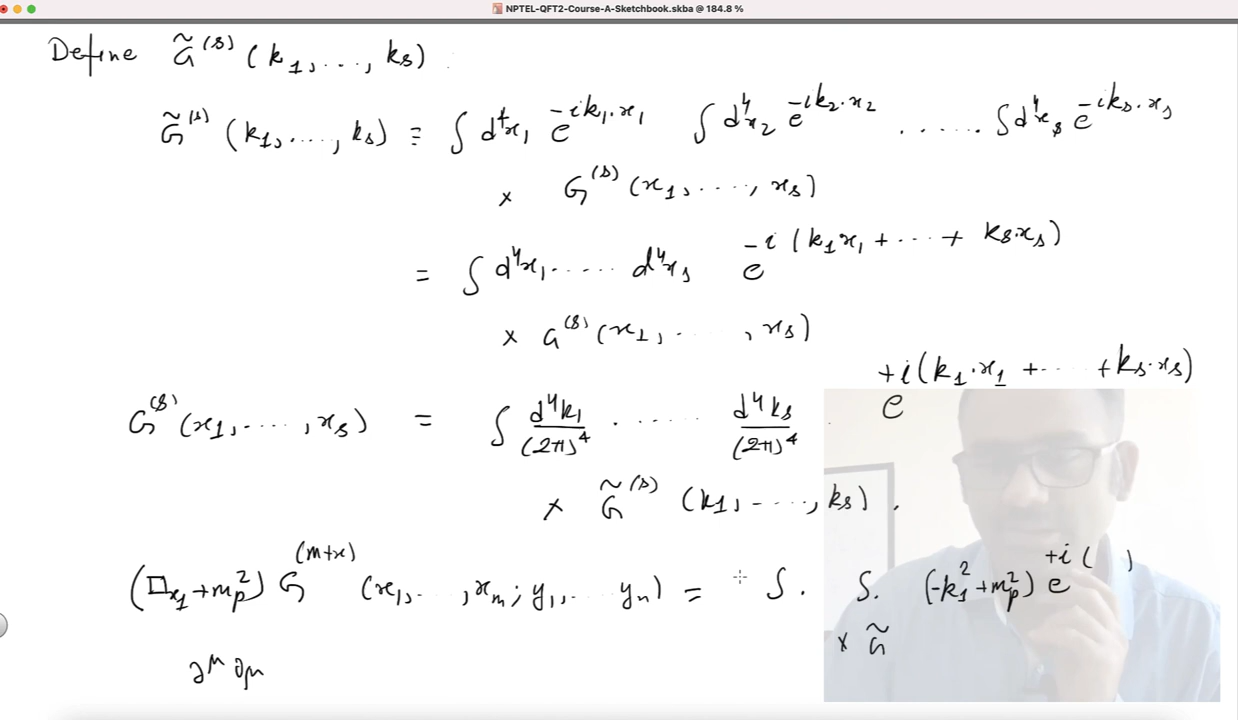 NPTEL-QFT2-Course-A-Sketchbook.skba @ 184.8 %
Define G̃^(s) (k_1, ..., k_s)
G̃^(s) (k_1, ..., k_s) = ∫ d^4x_1 e^{-ik_1·x_1} ∫ d^4x_2 e^{-ik_2·x_2} ....... ∫ d^4x_s e^{-ik_s·x_s}
× G^(s) (x_1, ..., x_s)
= ∫ d^4x_1 ...... d^4x_s e^{-i(k_1x_1 + ... + k_s·x_s)}
× G^(s) (x_1, ..., x_s)
G^(s) (x_1, ..., x_s) = ∫ d^4k_1/(2π)^4 ...... d^4k_s/(2π)^4 e^{+i(k_1·x_1 + ... + k_s·x_s)}
× G̃^(s) (k_1, ..., k_s).
(□_{x_1} + m_p^2) G^{(m+n)} (x_1, .., x_m; y_1, ... y_n) = ∫. ∫. (-k_1^2 + m_p^2) e^{+i( )}
× G̃
∂^μ ∂_μ